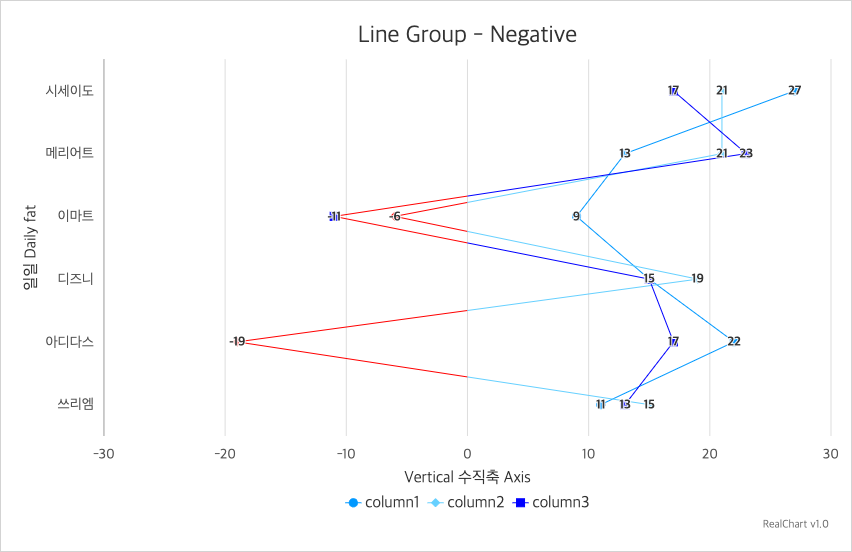 Line Group - Negative
시세이도
17 21 27
메리어트
13 21 23
이마트
-11 -6 9
디즈니
15 19
아디다스
-19 17 22
쓰리엠
11 13 15
일일 Daily fat
-30 -20 -10 0 10 20 30
Vertical 수직축 Axis
column1 column2 column3
RealChart v1.0